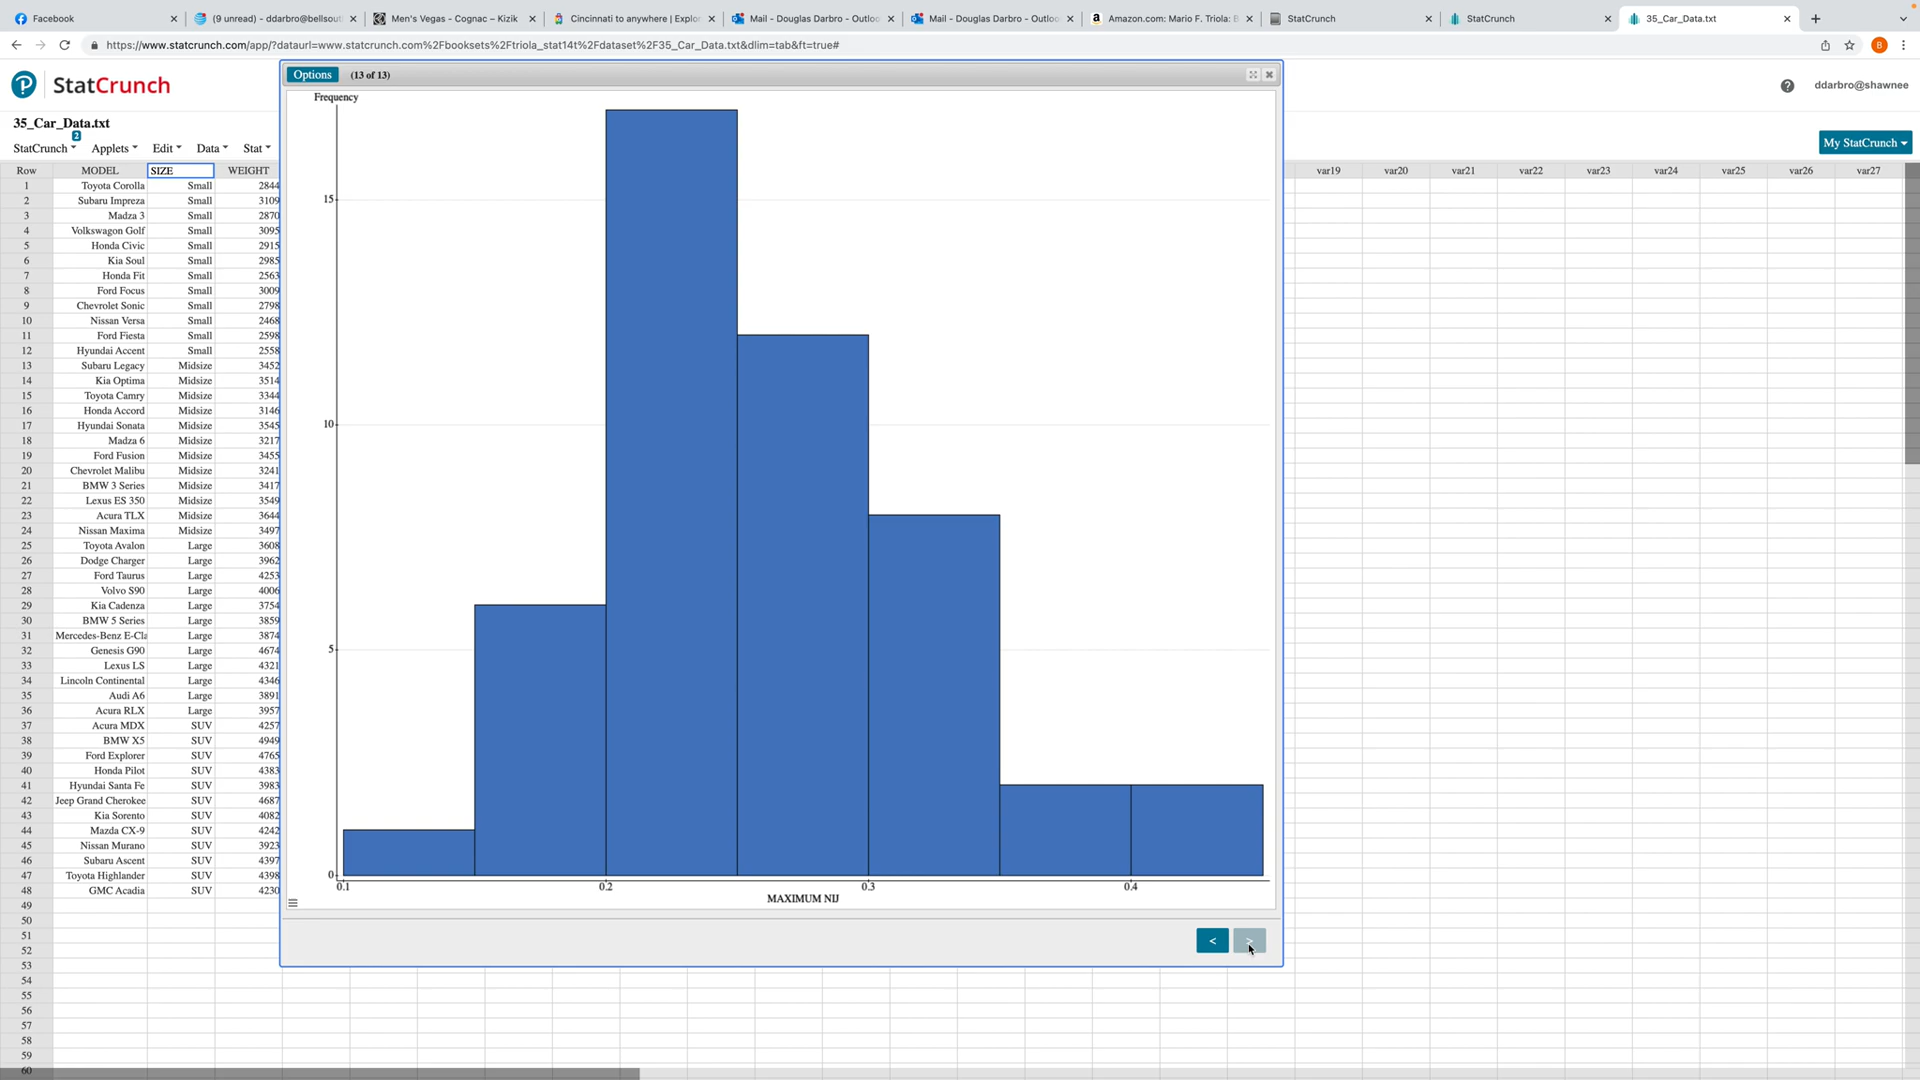 Facebook
(9 unread) - ddarbro@bellsout
Men's Vegas - Cognac – Kizik
Cincinnati to anywhere | Explor
Mail - Douglas Darbro - Outloo
Mail - Douglas Darbro - Outloo
Amazon.com: Mario F. Triola: B
StatCrunch
StatCrunch
35_Car_Data.txt
https://www.statcrunch.com/app/?dataurl=www.statcrunch.com%2Fbooksets%2Ftriola_stat14t%2Fdataset%2F35_Car_Data.txt&dlim=tab&ft=true#
B
StatCrunch
ddarbro@shawnee
35_Car_Data.txt
2
StatCrunch Applets Edit Data Stat
My StatCrunch
Options (13 of 13)
Row MODEL SIZE WEIGHT
var19 var20 var21 var22 var23 var24 var25 var26 var27
1 Toyota Corolla Small 2844
2 Subaru Impreza Small 3109
3 Madza 3 Small 2870
4 Volkswagon Golf Small 3095
5 Honda Civic Small 2915
6 Kia Soul Small 2985
7 Honda Fit Small 2563
8 Ford Focus Small 3009
9 Chevrolet Sonic Small 2798
10 Nissan Versa Small 2468
11 Ford Fiesta Small 2598
12 Hyundai Accent Small 2558
13 Subaru Legacy Midsize 3452
14 Kia Optima Midsize 3514
15 Toyota Camry Midsize 3344
16 Honda Accord Midsize 3146
17 Hyundai Sonata Midsize 3545
18 Madza 6 Midsize 3217
19 Ford Fusion Midsize 3455
20 Chevrolet Malibu Midsize 3241
21 BMW 3 Series Midsize 3417
22 Lexus ES 350 Midsize 3549
23 Acura TLX Midsize 3644
24 Nissan Maxima Midsize 3497
25 Toyota Avalon Large 3608
26 Dodge Charger Large 3962
27 Ford Taurus Large 4253
28 Volvo S90 Large 4006
29 Kia Cadenza Large 3754
30 BMW 5 Series Large 3859
31 Mercedes-Benz E-Cla Large 3874
32 Genesis G90 Large 4674
33 Lexus LS Large 4321
34 Lincoln Continental Large 4346
35 Audi A6 Large 3891
36 Acura RLX Large 3957
37 Acura MDX SUV 4257
38 BMW X5 SUV 4949
39 Ford Explorer SUV 4765
40 Honda Pilot SUV 4383
41 Hyundai Santa Fe SUV 3983
42 Jeep Grand Cherokee SUV 4687
43 Kia Sorento SUV 4082
44 Mazda CX-9 SUV 4242
45 Nissan Murano SUV 3923
46 Subaru Ascent SUV 4397
47 Toyota Highlander SUV 4398
48 GMC Acadia SUV 4230
49
50
51
52
53
54
55
56
57
58
59
60
Frequency
15
10
5
0
0.1 0.2 0.3 0.4
MAXIMUM NIJ
< >